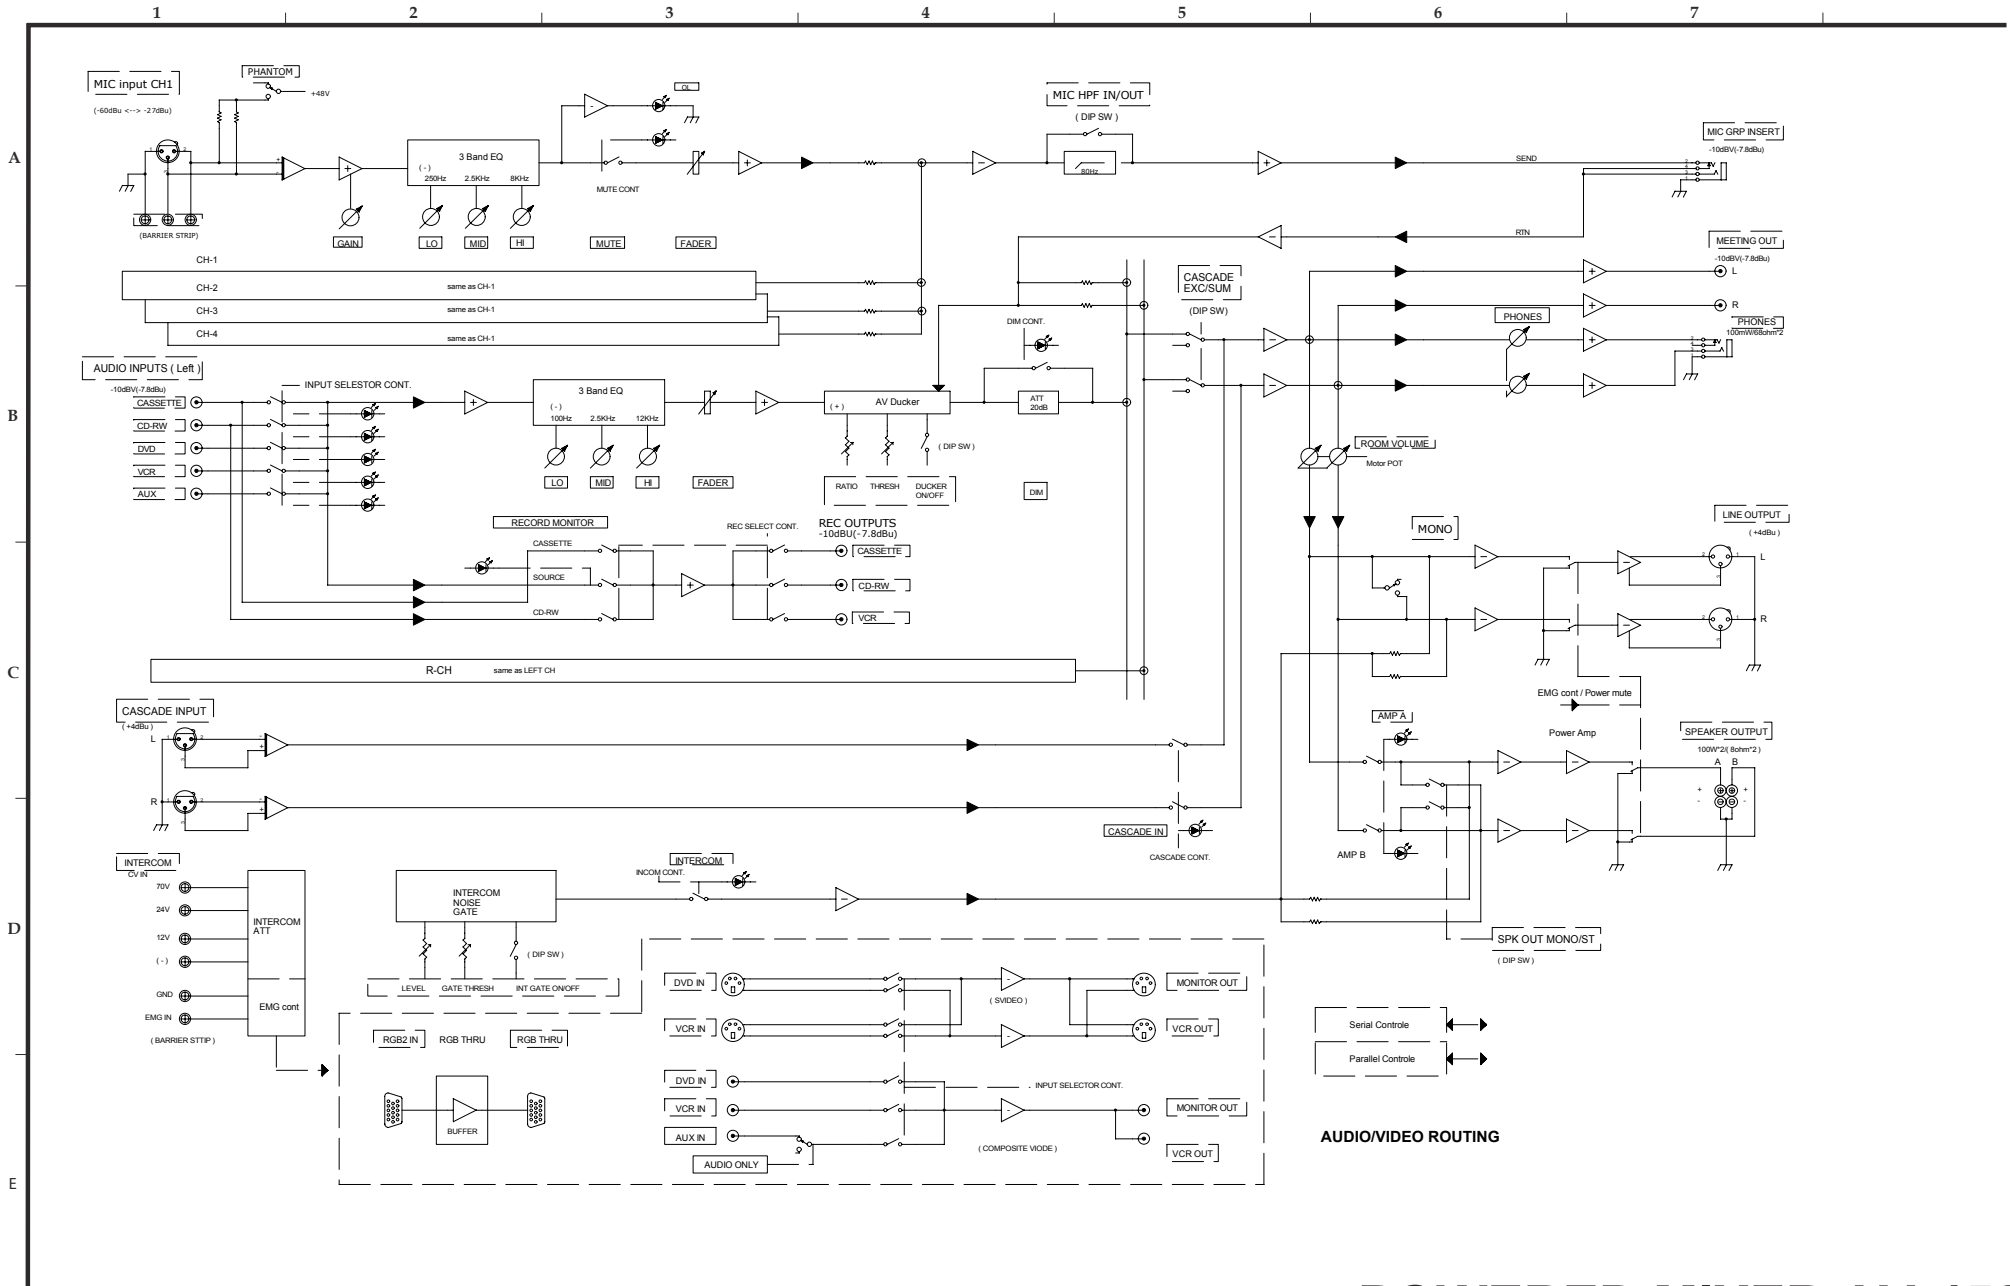 1 2 3 4 5 6 7
A
B
C
D
E
MIC input CH1
(-60dBu <--> -27dBu)
PHANTOM
+48V
(BARRIER STRIP)
GAIN
3 Band EQ
( - )
250Hz 2.5KHz 8KHz
LO MID HI
OL
MUTE CONT
MUTE
FADER
MIC HPF IN/OUT
( DIP SW )
80Hz
SEND
RTN
MIC GRP INSERT
-10dBV(-7.8dBu)
CH-1
CH-2 same as CH-1
CH-3 same as CH-1
CH-4 same as CH-1
CASCADE
EXC/SUM
(DIP SW)
MEETING OUT
-10dBV(-7.8dBu)
L
R
PHONES
PHONES
100mW/68ohm*2
AUDIO INPUTS ( Left )
-10dBV(-7.8dBu)
CASSETTE
CD-RW
DVD
VCR
AUX
INPUT SELESTOR CONT.
3 Band EQ
( - )
100Hz 2.5KHz 12KHz
LO MID HI
FADER
AV Ducker
( + )
( DIP SW )
RATIO THRESH DUCKER
ON/OFF
DIM CONT.
ATT
20dB
DIM
ROOM VOLUME
Motor POT
RECORD MONITOR
CASSETTE
SOURCE
CD-RW
REC SELECT CONT.
REC OUTPUTS
-10dBU(-7.8dBu)
CASSETTE
CD-RW
VCR
MONO
LINE OUTPUT
( +4dBu )
L
R
R-CH same as LEFT CH
EMG cont / Power mute
CASCADE INPUT
( +4dBu )
L
R
CASCADE IN
CASCADE CONT.
AMP A
AMP B
Power Amp
SPEAKER OUTPUT
100W*2/( 8ohm*2 )
A B
+ +
- -
INTERCOM
CV IN
70V
24V
12V
( - )
GND
EMG IN
( BARRIER STTIP )
INTERCOM
ATT
EMG cont
INTERCOM
NOISE
GATE
( DIP SW )
LEVEL GATE THRESH INT GATE ON/OFF
INTERCOM
INCOM CONT.
SPK OUT MONO/ST
( DIP SW )
RGB2 IN RGB THRU RGB THRU
BUFFER
DVD IN
VCR IN
( SVIDEO )
MONITOR OUT
VCR OUT
DVD IN
VCR IN
AUX IN
AUDIO ONLY
INPUT SELECTOR CONT.
( COMPOSITE VIODE )
MONITOR OUT
VCR OUT
Serial Controle
Parallel Controle
AUDIO/VIDEO ROUTING